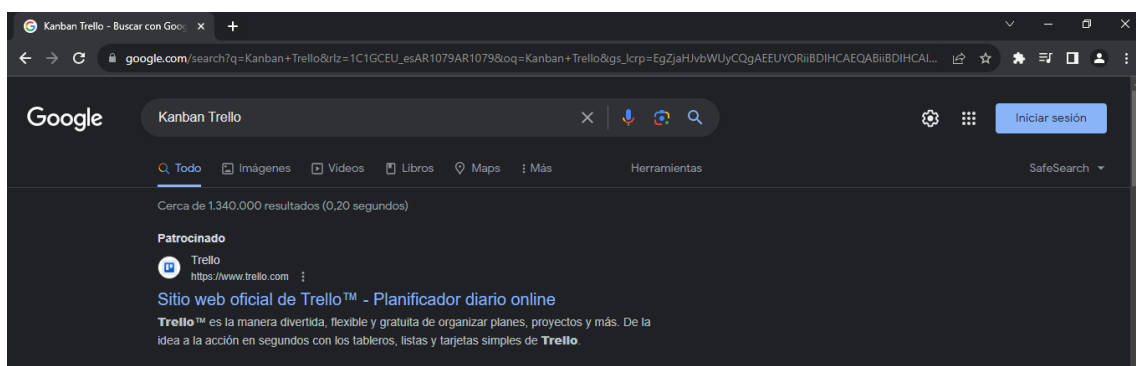 Kanban Trello - Buscar con Goog
google.com/search?q=Kanban+Trello&rlz=1C1GCEU_esAR1079AR1079&oq=Kanban+Trello&gs_lcrp=EgZjaHJvbWUyCQgAEEUYORiiBDIHCAEQABiiBDIHCAI...
Google
Kanban Trello
Iniciar sesión
Todo Imágenes Videos Libros Maps Más Herramientas SafeSearch
Cerca de 1.340.000 resultados (0,20 segundos)
Patrocinado
Trello
https://www.trello.com
Sitio web oficial de Trello™ - Planificador diario online
Trello™ es la manera divertida, flexible y gratuita de organizar planes, proyectos y más. De la
idea a la acción en segundos con los tableros, listas y tarjetas simples de Trello.